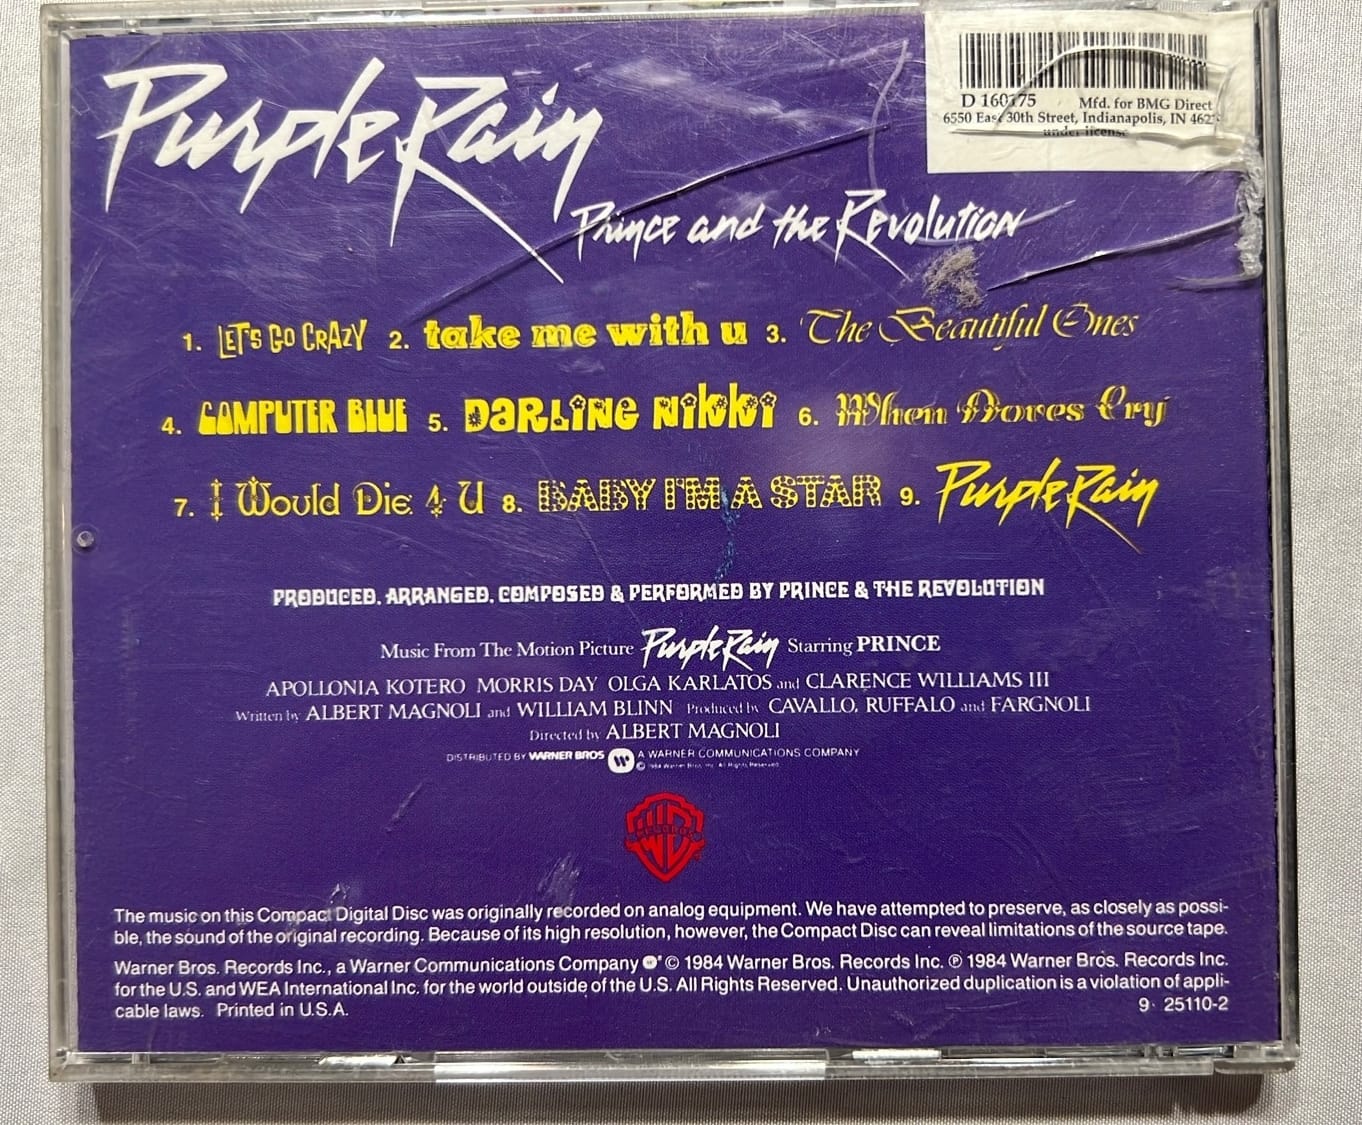 Purple Rain
D 160175 Mfd. for BMG Direct
6550 East 30th Street, Indianapolis, IN
under license
Prince and the Revolution
1. LET'S GO CRAZY 2. take me with u 3. The Beautiful Ones
4. COMPUTER BLUE 5. DARLING NIKKI 6. When Doves Cry
7. I Would Die 4 U 8. BABY I'M A STAR 9. Purple Rain
PRODUCED, ARRANGED, COMPOSED & PERFORMED BY PRINCE & THE REVOLUTION
Music From The Motion Picture Purple Rain Starring PRINCE
APOLLONIA KOTERO MORRIS DAY OLGA KARLATOS and CLARENCE WILLIAMS III
Written by ALBERT MAGNOLI and WILLIAM BLINN Produced by CAVALLO, RUFFALO and FARGNOLI
Directed by ALBERT MAGNOLI
DISTRIBUTED BY WARNER BROS A WARNER COMMUNICATIONS COMPANY
© 1984 Warner Bros. Inc. All Rights Reserved
WB RECORDS
The music on this Compact Digital Disc was originally recorded on analog equipment. We have attempted to preserve, as closely as possi-
ble, the sound of the original recording. Because of its high resolution, however, the Compact Disc can reveal limitations of the source tape.
Warner Bros. Records Inc., a Warner Communications Company © 1984 Warner Bros. Records Inc. ℗ 1984 Warner Bros. Records Inc.
for the U.S. and WEA International Inc. for the world outside of the U.S. All Rights Reserved. Unauthorized duplication is a violation of appli-
cable laws. Printed in U.S.A. 9 25110-2